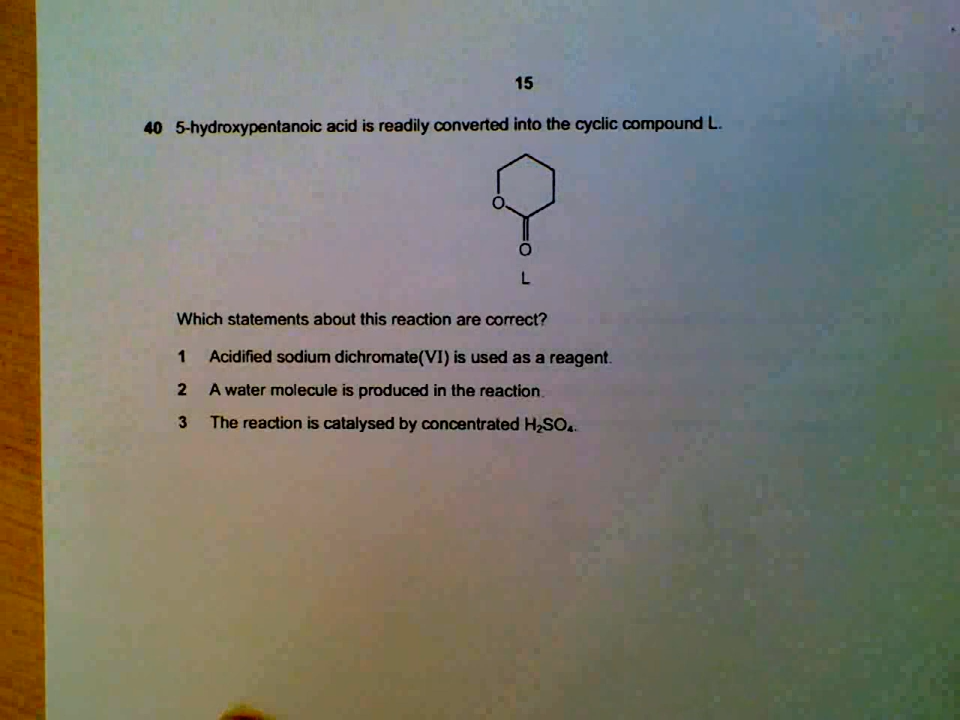 15
40 5-hydroxypentanoic acid is readily converted into the cyclic compound L.
O
O
L
Which statements about this reaction are correct?
1 Acidified sodium dichromate(VI) is used as a reagent.
2 A water molecule is produced in the reaction.
3 The reaction is catalysed by concentrated H₂SO₄.